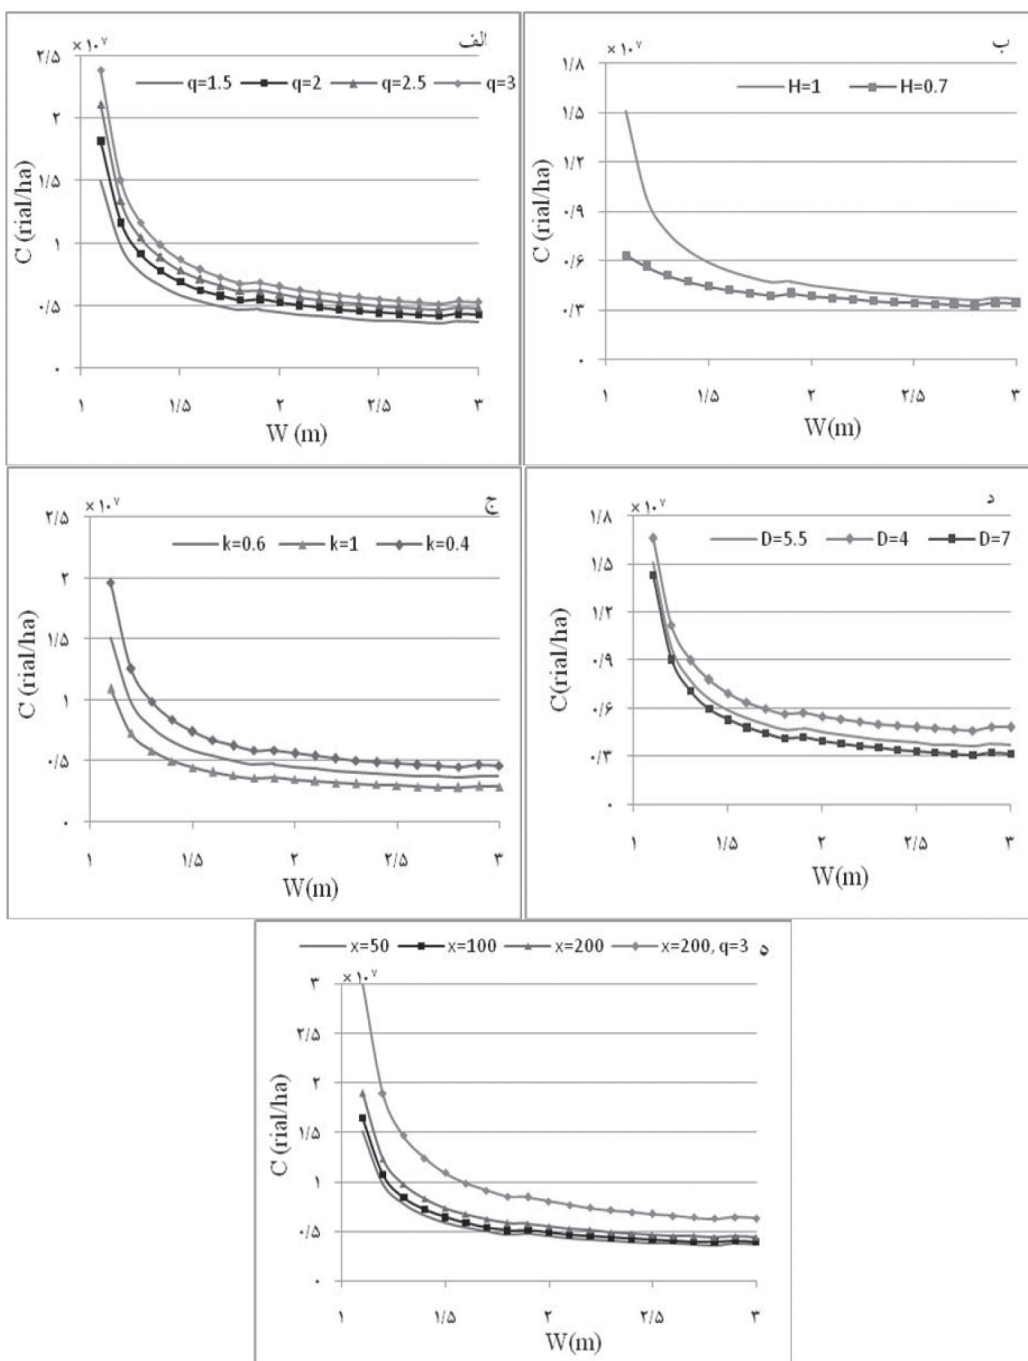 الف
× ۱۰ ۷
q=1.5 q=2 q=2.5 q=3
۲/۵
۲
۱/۵
۱
۰/۵
۰
C (rial/ha)
۱ ۱/۵ ۲ ۲/۵ ۳
W (m)
ب
× ۱۰ ۷
H=1 H=0.7
۱/۸
۱/۵
۱/۲
۰/۹
۰/۶
۰/۳
۰
C (rial/ha)
۱ ۱/۵ ۲ ۲/۵ ۳
W(m)
ج
× ۱۰ ۷
k=0.6 k=1 k=0.4
۲/۵
۲
۱/۵
۱
۰/۵
۰
C (rial/ha)
۱ ۱/۵ ۲ ۲/۵ ۳
W(m)
د
× ۱۰ ۷
D=5.5 D=4 D=7
۱/۸
۱/۵
۱/۲
۰/۹
۰/۶
۰/۳
۰
C(rial/ha)
۱ ۱/۵ ۲ ۲/۵ ۳
W(m)
x=50 x=100 x=200 x=200, q=3 ه
× ۱۰ ۷
۳
۲/۵
۲
۱/۵
۱
۰/۵
۰
C (rial/ha)
۱ ۱/۵ ۲ ۲/۵ ۳
W(m)